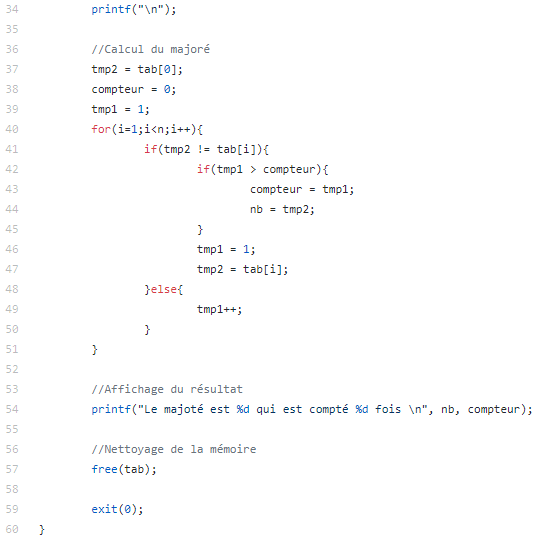 34 printf("\n");
35
36 //Calcul du majoré
37 tmp2 = tab[0];
38 compteur = 0;
39 tmp1 = 1;
40 for(i=1;i<n;i++){
41 if(tmp2 != tab[i]){
42 if(tmp1 > compteur){
43 compteur = tmp1;
44 nb = tmp2;
45 }
46 tmp1 = 1;
47 tmp2 = tab[i];
48 }else{
49 tmp1++;
50 }
51 }
52
53 //Affichage du résultat
54 printf("Le majoté est %d qui est compté %d fois \n", nb, compteur);
55
56 //Nettoyage de la mémoire
57 free(tab);
58
59 exit(0);
60 }